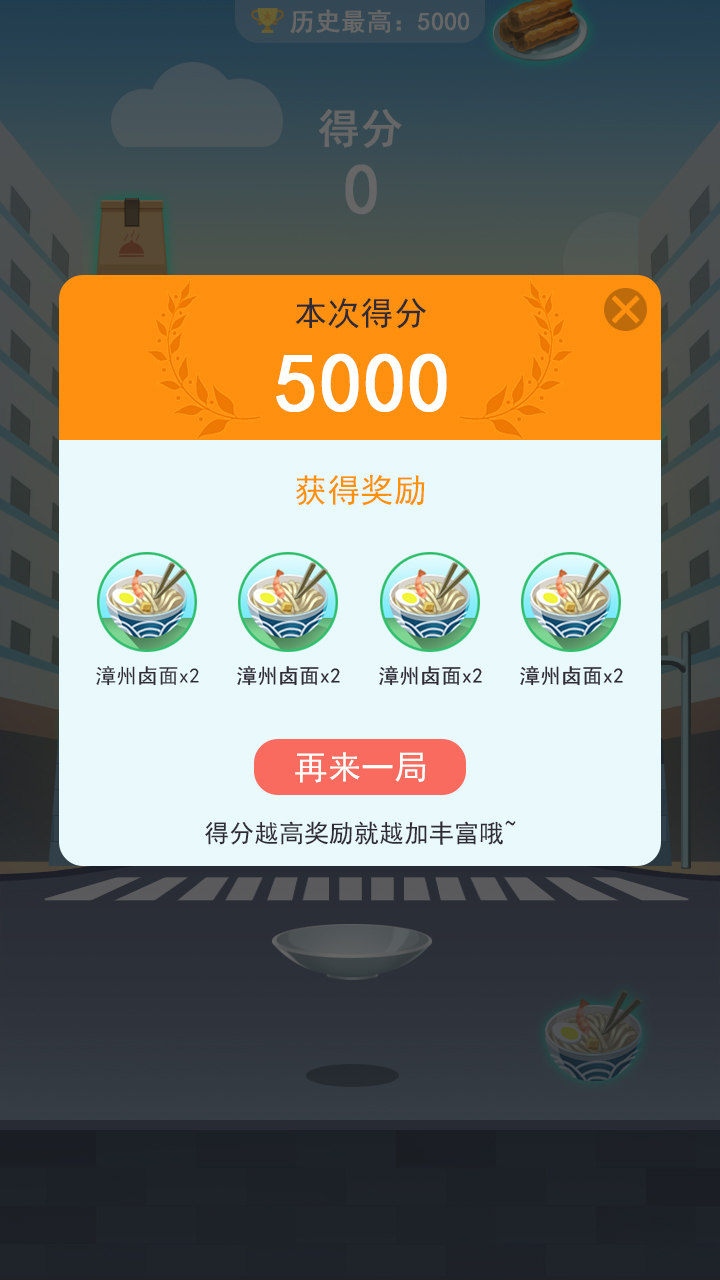 历史最高：5000
得分
0
本次得分
5000
获得奖励
漳州卤面x2
漳州卤面x2
漳州卤面x2
漳州卤面x2
再来一局
得分越高奖励就越加丰富哦~